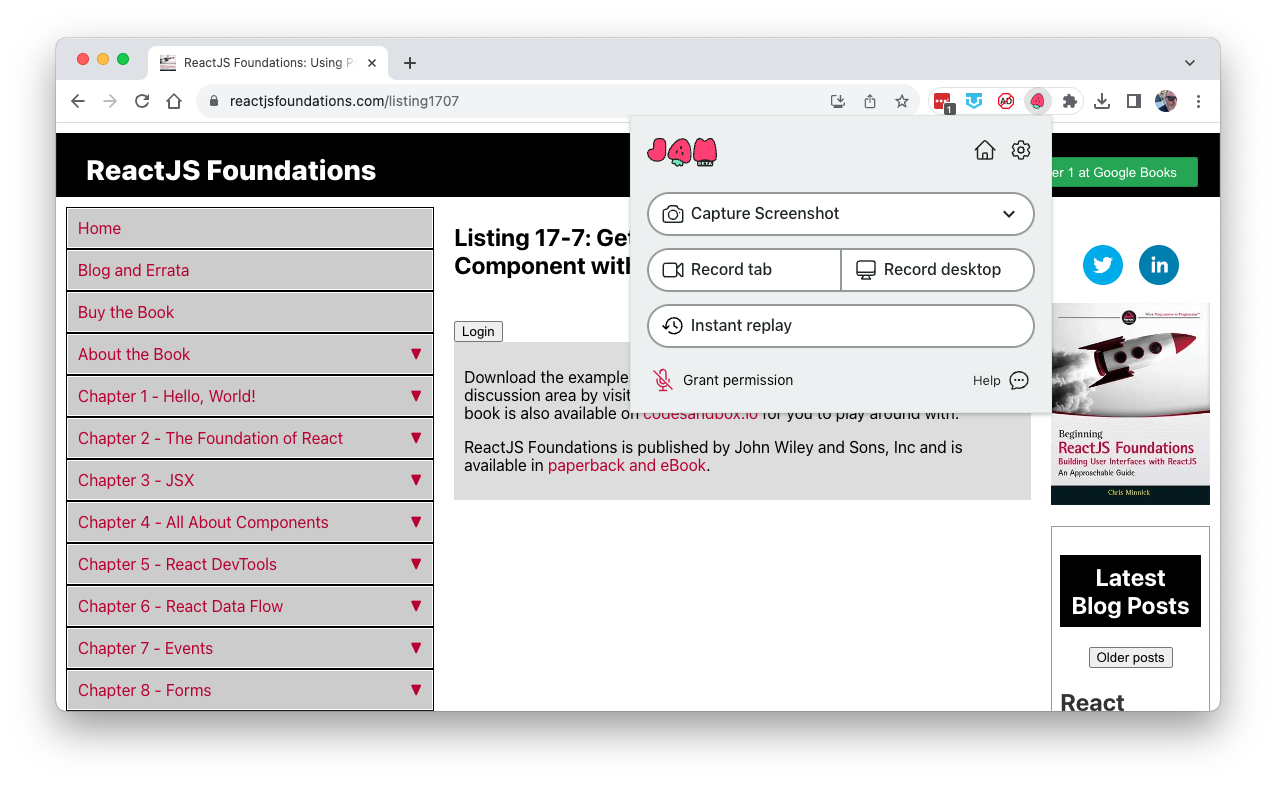 ReactJS Foundations: Using P
reactjsfoundations.com/listing1707
1
ReactJS Foundations
er 1 at Google Books
JAM
BETA
Capture Screenshot
Record tab
Record desktop
Instant replay
Grant permission
Help
Home
Blog and Errata
Buy the Book
About the Book
Chapter 1 - Hello, World!
Chapter 2 - The Foundation of React
Chapter 3 - JSX
Chapter 4 - All About Components
Chapter 5 - React DevTools
Chapter 6 - React Data Flow
Chapter 7 - Events
Chapter 8 - Forms
Listing 17-7: Get
Component with
Login
Download the example
discussion area by visit
book is also available on codesandbox.io for you to play around with.
ReactJS Foundations is published by John Wiley and Sons, Inc and is
available in paperback and eBook.
in
Beginning
ReactJS Foundations
Building User Interfaces with ReactJS
An Approachable Guide
Chris Minnick
Latest
Blog Posts
Older posts
React